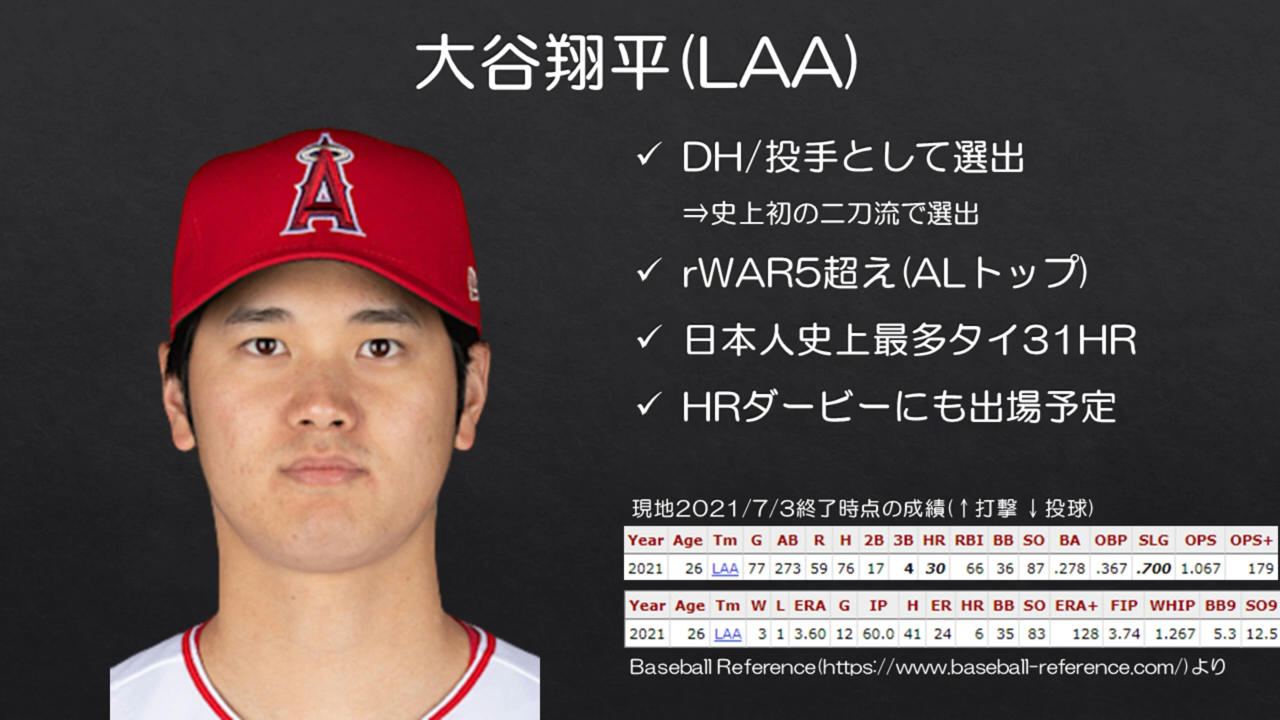 大谷翔平(LAA)
✓ DH/投手として選出
⇒史上初の二刀流で選出
✓ rWAR5超え(ALトップ)
✓ 日本人史上最多タイ31HR
✓ HRダービーにも出場予定
現地2021/7/3終了時点の成績(↑打撃 ↓投球)
Year Age Tm G AB R H 2B 3B HR RBI BB SO BA OBP SLG OPS OPS+
2021 26 LAA 77 273 59 76 17 4 30 66 36 87 .278 .367 .700 1.067 179
Year Age Tm W L ERA G IP H ER HR BB SO ERA+ FIP WHIP BB9 SO9
2021 26 LAA 3 1 3.60 12 60.0 41 24 6 35 83 128 3.74 1.267 5.3 12.5
Baseball Reference(https://www.baseball-reference.com/)より
A